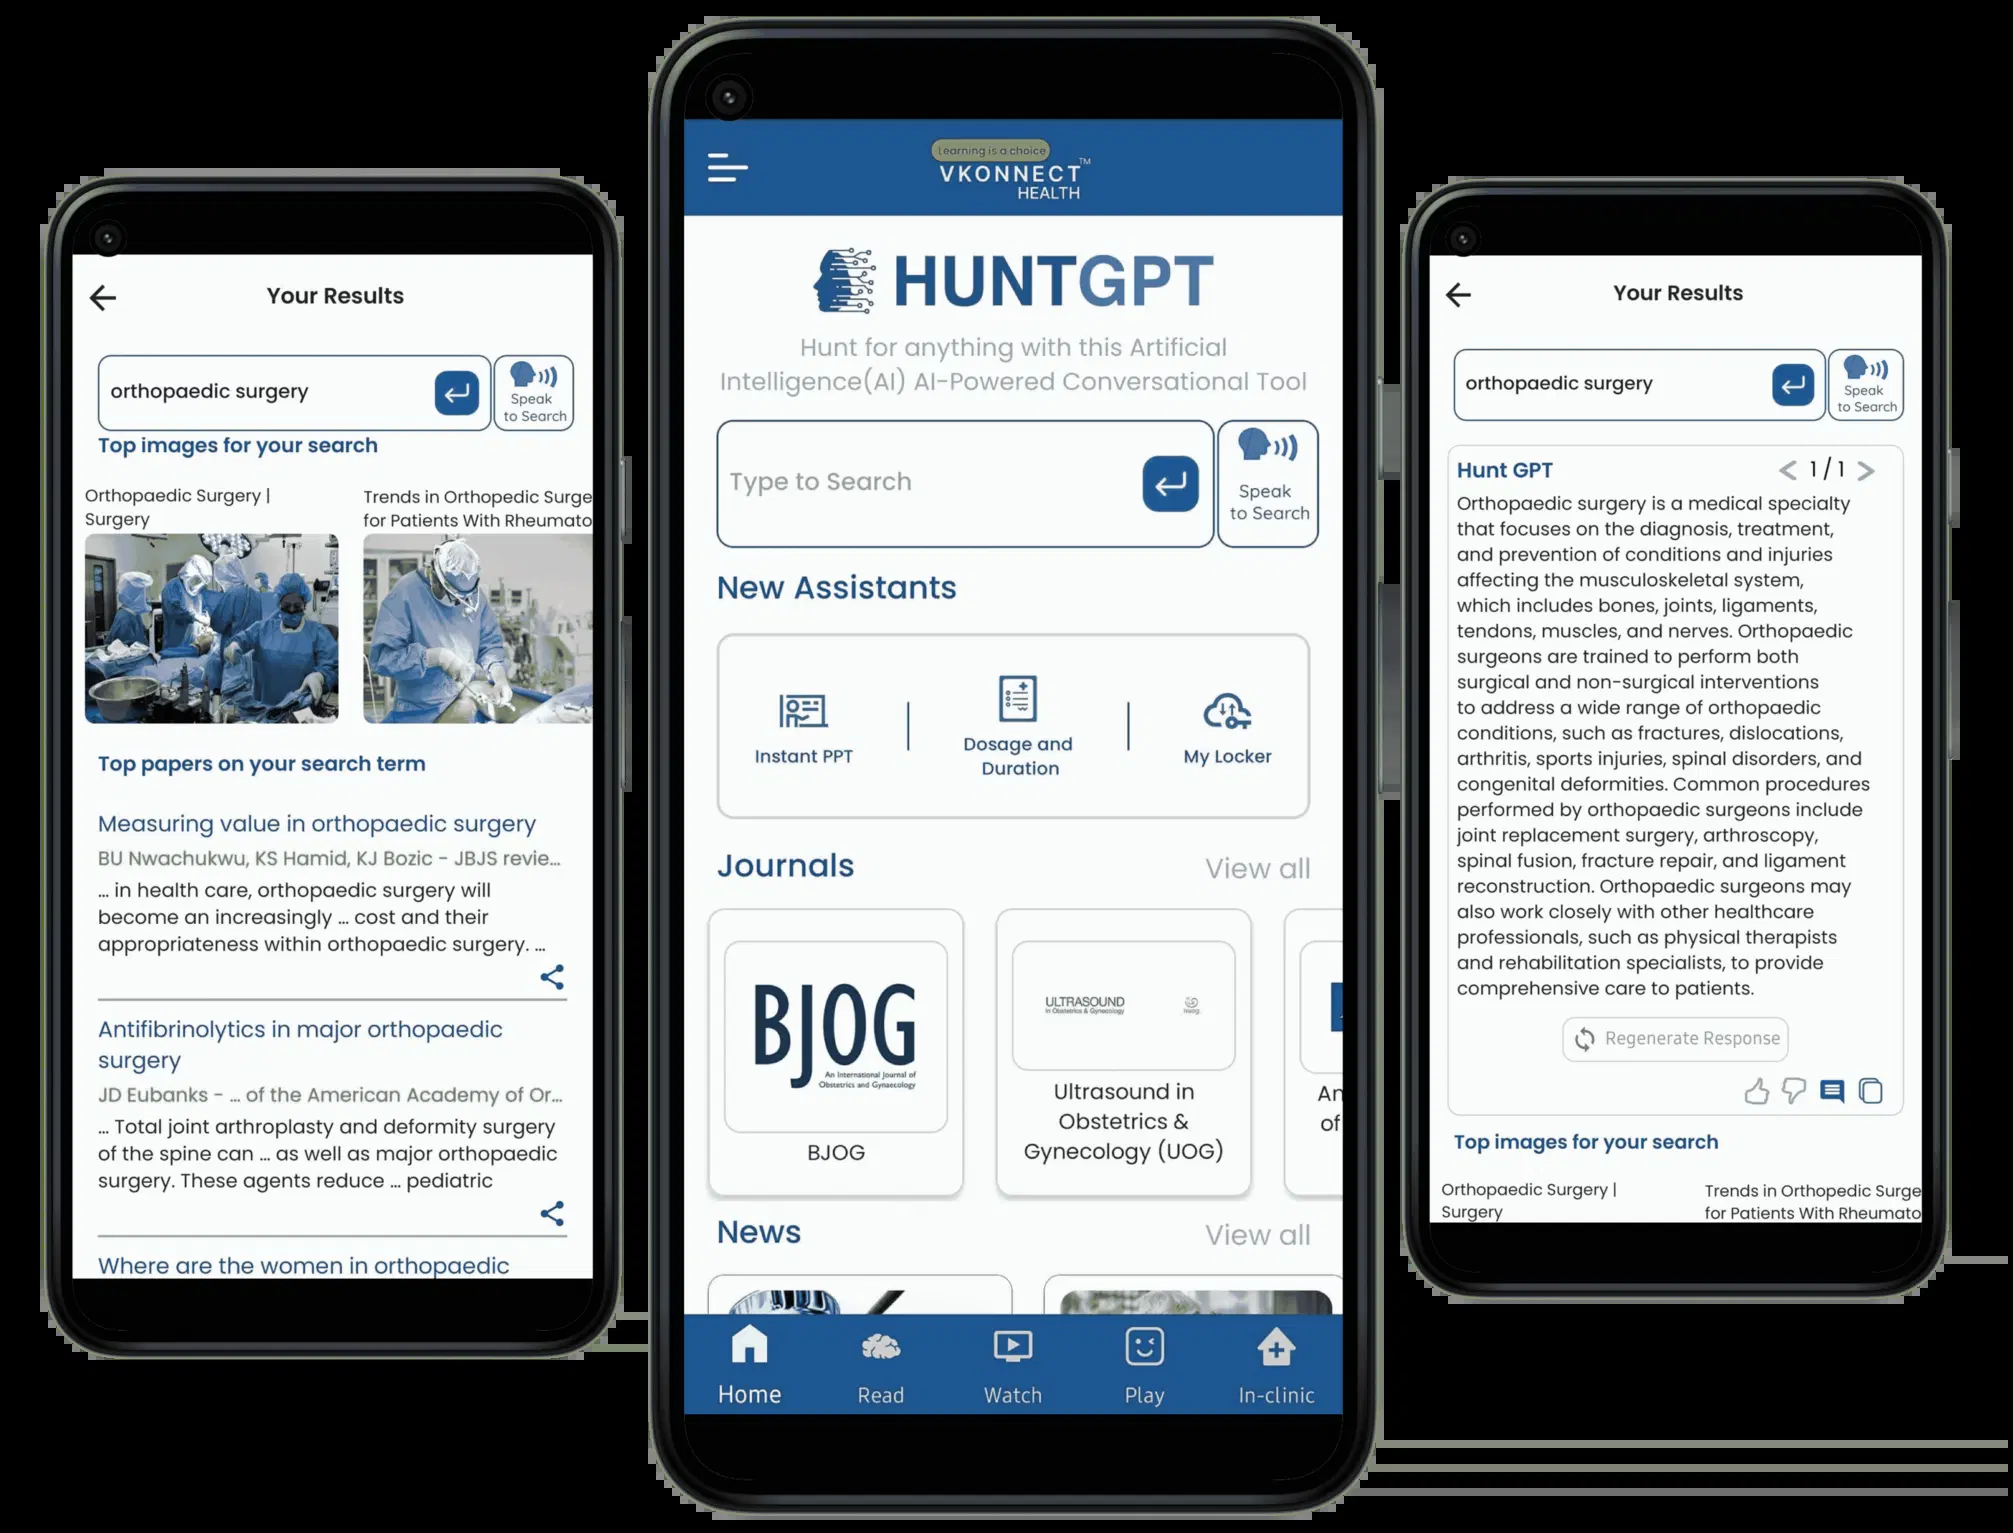 Your Results
orthopaedic surgery
Speak
to Search
Top images for your search
Orthopaedic Surgery |
Surgery
Trends in Orthopedic Surge
for Patients With Rheumato
Top papers on your search term
Measuring value in orthopaedic surgery
BU Nwachukwu, KS Hamid, KJ Bozic - JBJS revie...
... in health care, orthopaedic surgery will
become an increasingly ... cost and their
appropriateness within orthopaedic surgery. ...
Antifibrinolytics in major orthopaedic
surgery
JD Eubanks - ... of the American Academy of Or...
... Total joint arthroplasty and deformity surgery
of the spine can ... as well as major orthopaedic
surgery. These agents reduce ... pediatric
Where are the women in orthopaedic
Learning is a choice
VKONNECT™
HEALTH
HUNTGPT
Hunt for anything with this Artificial
Intelligence(AI) AI-Powered Conversational Tool
Type to Search
Speak
to Search
New Assistants
Instant PPT
Dosage and
Duration
My Locker
Journals
View all
BJOG
An International Journal of
Obstetrics and Gynaecology
BJOG
ULTRASOUND
in Obstetrics & Gynecology
isuog
Ultrasound in
Obstetrics &
Gynecology (UOG)
An
of
News
View all
Home
Read
Watch
Play
In-clinic
Your Results
orthopaedic surgery
Speak
to Search
Hunt GPT
< 1 / 1 >
Orthopaedic surgery is a medical specialty
that focuses on the diagnosis, treatment,
and prevention of conditions and injuries
affecting the musculoskeletal system,
which includes bones, joints, ligaments,
tendons, muscles, and nerves. Orthopaedic
surgeons are trained to perform both
surgical and non-surgical interventions
to address a wide range of orthopaedic
conditions, such as fractures, dislocations,
arthritis, sports injuries, spinal disorders, and
congenital deformities. Common procedures
performed by orthopaedic surgeons include
joint replacement surgery, arthroscopy,
spinal fusion, fracture repair, and ligament
reconstruction. Orthopaedic surgeons may
also work closely with other healthcare
professionals, such as physical therapists
and rehabilitation specialists, to provide
comprehensive care to patients.
Regenerate Response
Top images for your search
Orthopaedic Surgery |
Surgery
Trends in Orthopedic Surge
for Patients With Rheumato